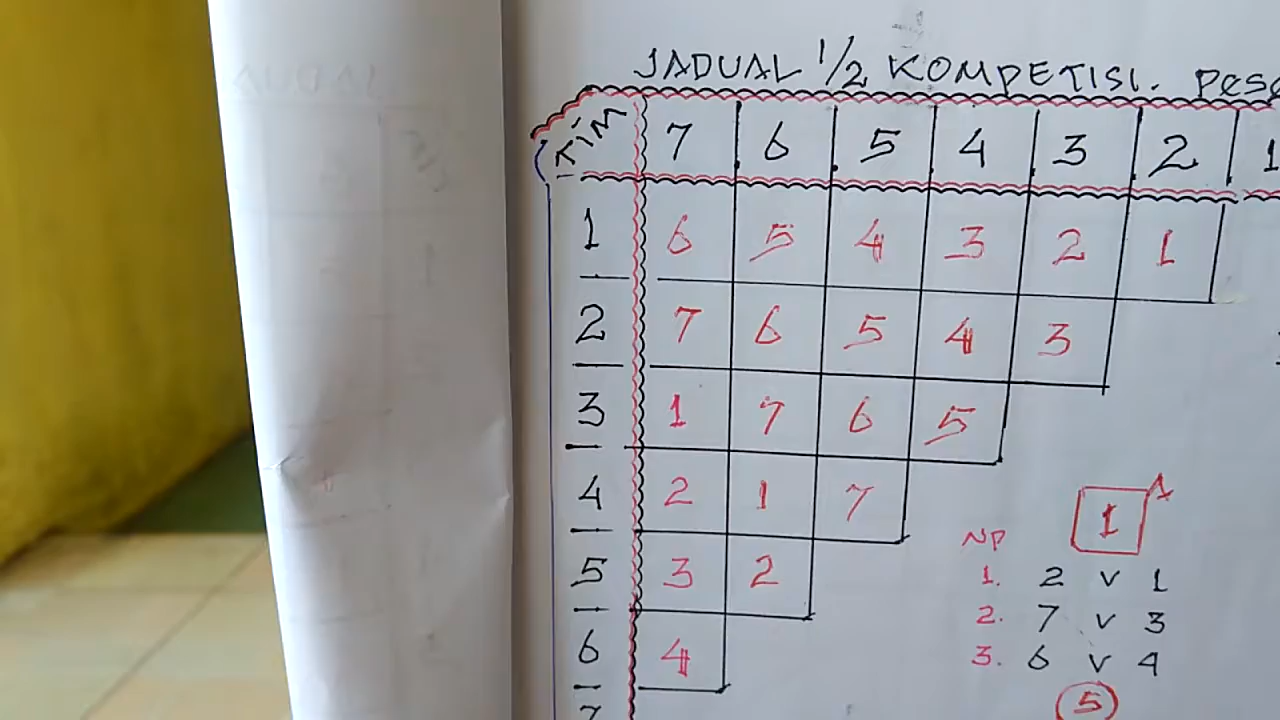 JADUAL 1/2 KOMPETISI.
TIM 7 6 5 4 3 2 1
1 6 5 4 3 2 1
2 7 6 5 4 3
3 1 7 6 5
4 2 1 7
5 3 2
6 4
7
1 A
NP
1. 2 V 1
2. 7 V 3
3. 6 V 4
5